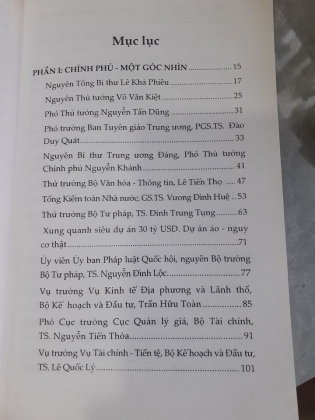 Mục lục
PHẦN I: CHÍNH PHỦ - MỘT GÓC NHÌN ................ 15
Nguyên Tổng Bí thư Lê Khả Phiêu ................ 17
Nguyên Thủ tướng Võ Văn Kiệt ................ 25
Phó Thủ tướng Nguyễn Tấn Dũng ................ 31
Phó trưởng Ban Tuyên giáo Trung ương, PGS.TS. Đào
Duy Quát ................ 33
Nguyên Bí thư Trung ương Đảng, Phó Thủ tướng
Chính phủ Nguyễn Khánh ................ 41
Thứ trưởng Bộ Văn hóa - Thông tin, Lê Tiến Thọ .... 47
Tổng Kiểm toán Nhà nước, GS.TS. Vương Đình Huệ .. 53
Thứ trưởng Bộ Tư pháp, TS. Đinh Trung Tụng ........ 63
Xung quanh siêu dự án 30 tỷ USD. Dự án ảo - nguy
cơ thật ................ 71
Ủy viên Ủy ban Pháp luật Quốc hội, nguyên Bộ trưởng
Bộ Tư pháp, TS. Nguyễn Đình Lộc ................ 77
Vụ trưởng Vụ Kinh tế Địa phương và Lãnh thổ,
Bộ Kế hoạch và Đầu tư, Trần Hữu Toàn ........ 85
Phó Cục trưởng Cục Quản lý giá, Bộ Tài chính,
TS. Nguyễn Tiến Thỏa ................ 91
Vụ trưởng Vụ Tài chính - Tiền tệ, Bộ Kế hoạch và Đầu tư,
TS. Lê Quốc Lý ................ 101